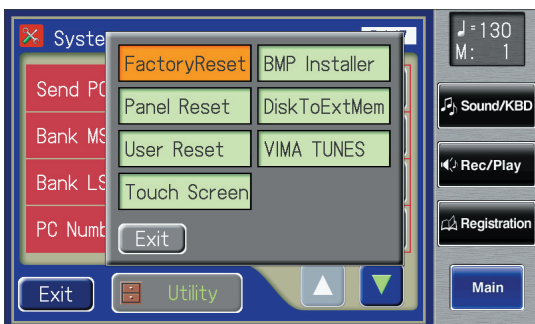 Syste
FactoryReset
BMP Installer
Panel Reset
DiskToExtMem
User Reset
VIMA TUNES
Touch Screen
Exit
Send PC
Bank MS
Bank LS
PC Numb
Exit
Utility
♩=130
M: 1
Sound/KBD
Rec/Play
Registration
Main